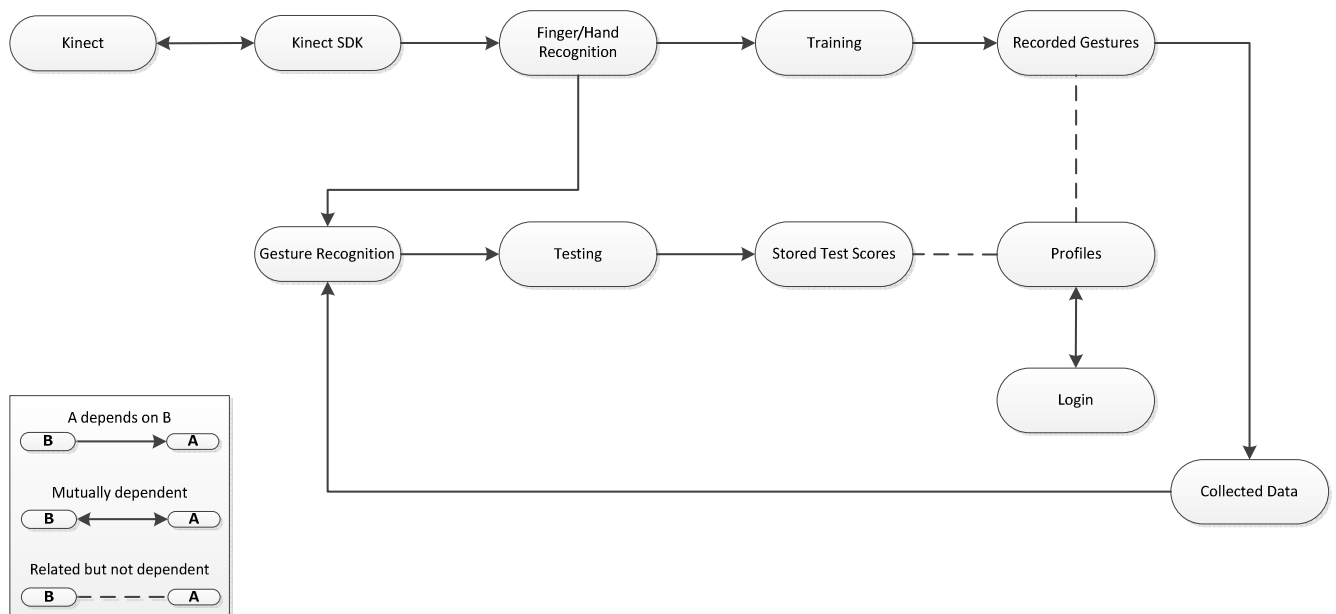 Kinect
Kinect SDK
Finger/Hand
Recognition
Training
Recorded Gestures
Gesture Recognition
Testing
Stored Test Scores
Profiles
Login
Collected Data
A depends on B
B A
Mutually dependent
B A
Related but not dependent
B A